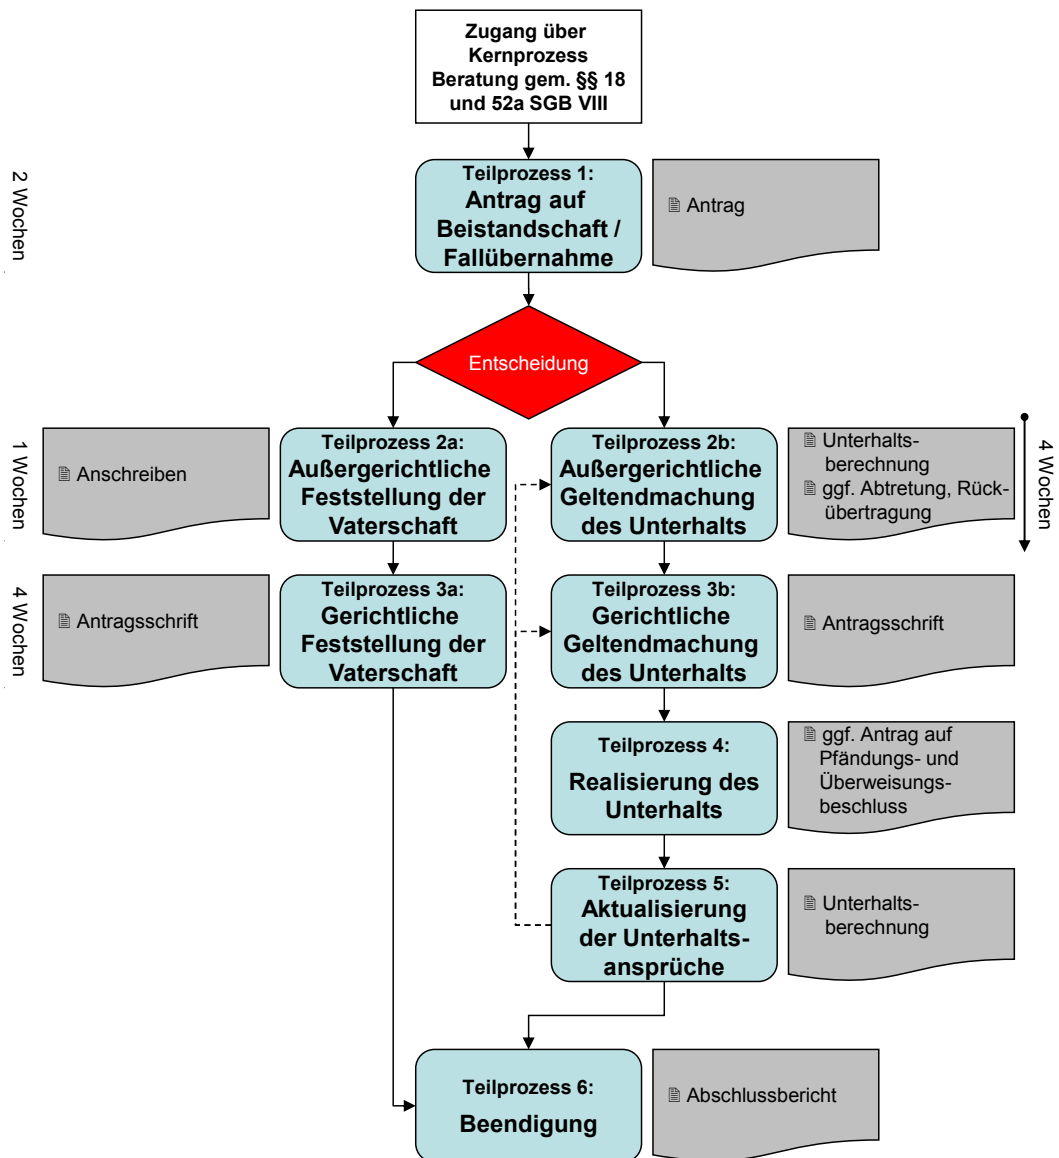 Zugang über
Kernprozess
Beratung gem. §§ 18
und 52a SGB VIII
2 Wochen
Teilprozess 1:
Antrag auf
Beistandschaft /
Fallübernahme
Antrag
Entscheidung
1 Wochen
Anschreiben
Teilprozess 2a:
Außergerichtliche
Feststellung der
Vaterschaft
Teilprozess 2b:
Außergerichtliche
Geltendmachung
des Unterhalts
Unterhalts-
berechnung
ggf. Abtretung, Rück-
übertragung
4 Wochen
4 Wochen
Antragsschrift
Teilprozess 3a:
Gerichtliche
Feststellung der
Vaterschaft
Teilprozess 3b:
Gerichtliche
Geltendmachung
des Unterhalts
Antragsschrift
Teilprozess 4:
Realisierung des
Unterhalts
ggf. Antrag auf
Pfändungs- und
Überweisungs-
beschluss
Teilprozess 5:
Aktualisierung
der Unterhalts-
ansprüche
Unterhalts-
berechnung
Teilprozess 6:
Beendigung
Abschlussbericht